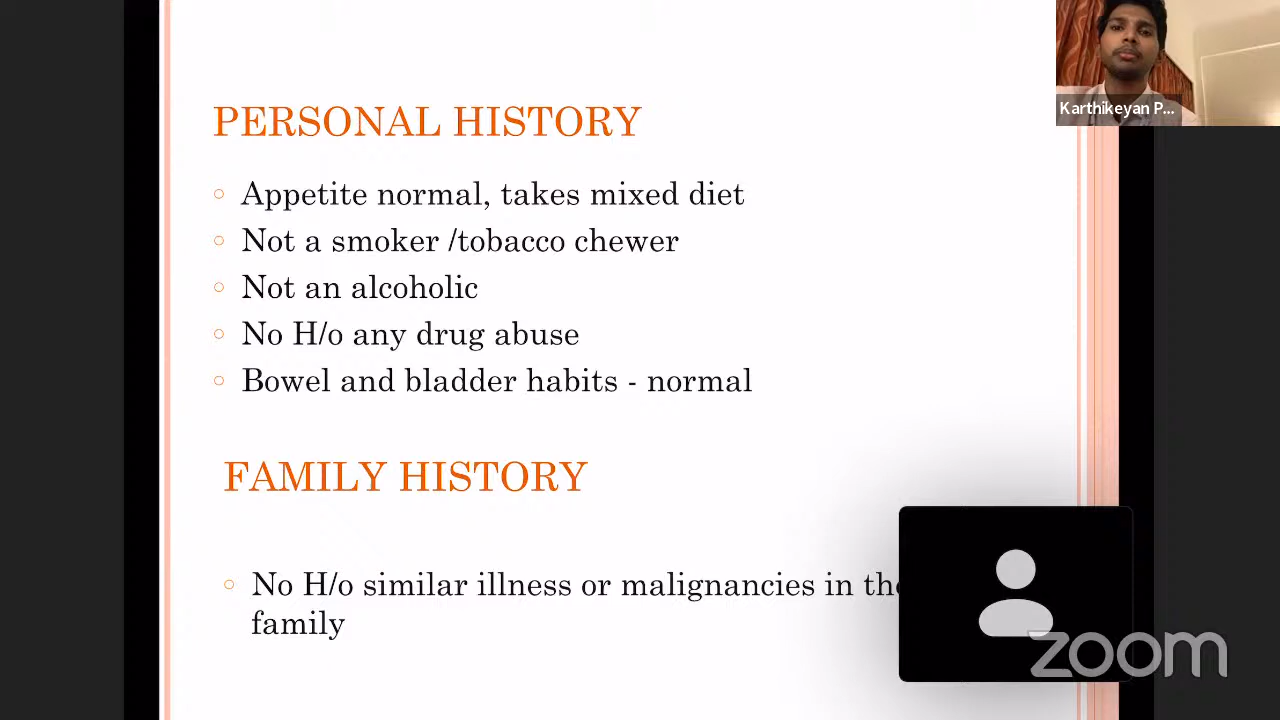 PERSONAL HISTORY
Appetite normal, takes mixed diet
Not a smoker /tobacco chewer
Not an alcoholic
No H/o any drug abuse
Bowel and bladder habits - normal
FAMILY HISTORY
No H/o similar illness or malignancies in the
family
Karthikeyan P...
zoom